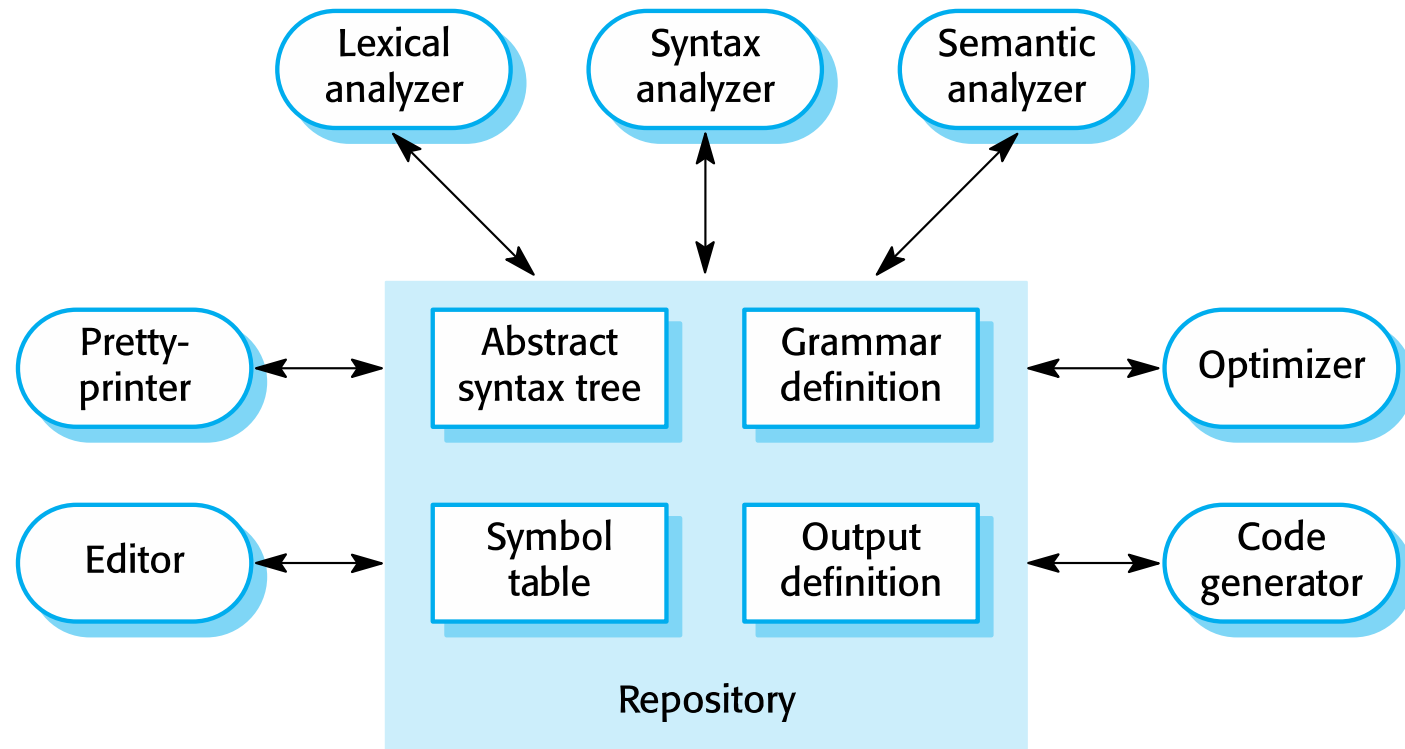 Lexical
analyzer
Syntax
analyzer
Semantic
analyzer
Pretty-
printer
Abstract
syntax tree
Grammar
definition
Optimizer
Editor
Symbol
table
Output
definition
Code
generator
Repository